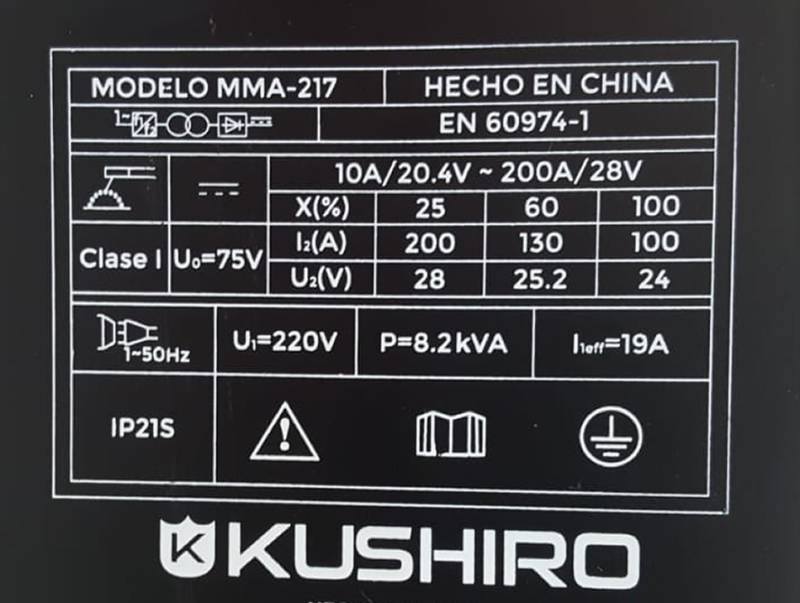 MODELO MMA-217 HECHO EN CHINA
1~ EN 60974-1
10A/20.4V ~ 200A/28V
X(%) 25 60 100
Clase I U₀=75V I₂(A) 200 130 100
U₂(V) 28 25.2 24
1~50Hz U₁=220V P=8.2kVA I₁eff=19A
IP21S
KUSHIRO